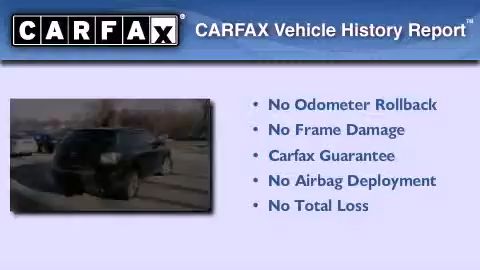 CARFAX® CARFAX Vehicle History Report™
• No Odometer Rollback
• No Frame Damage
• Carfax Guarantee
• No Airbag Deployment
• No Total Loss